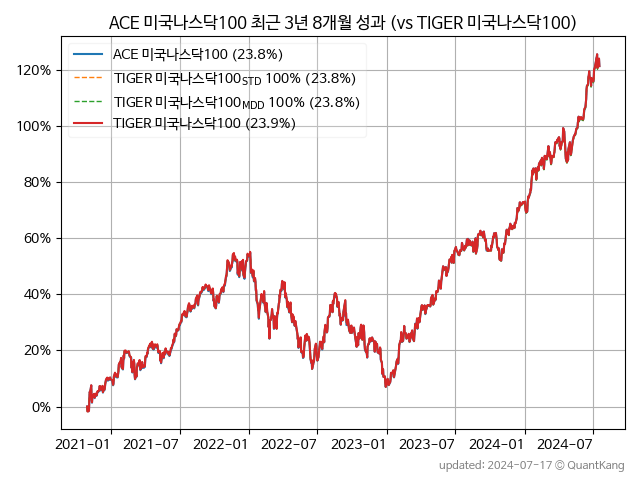 ACE 미국나스닥100 최근 3년 8개월 성과 (vs TIGER 미국나스닥100)
ACE 미국나스닥100 (23.8%)
TIGER 미국나스닥100STD 100% (23.8%)
TIGER 미국나스닥100MDD 100% (23.8%)
TIGER 미국나스닥100 (23.9%)
120%
100%
80%
60%
40%
20%
0%
2021-01 2021-07 2022-01 2022-07 2023-01 2023-07 2024-01 2024-07
updated: 2024-07-17 © QuantKang